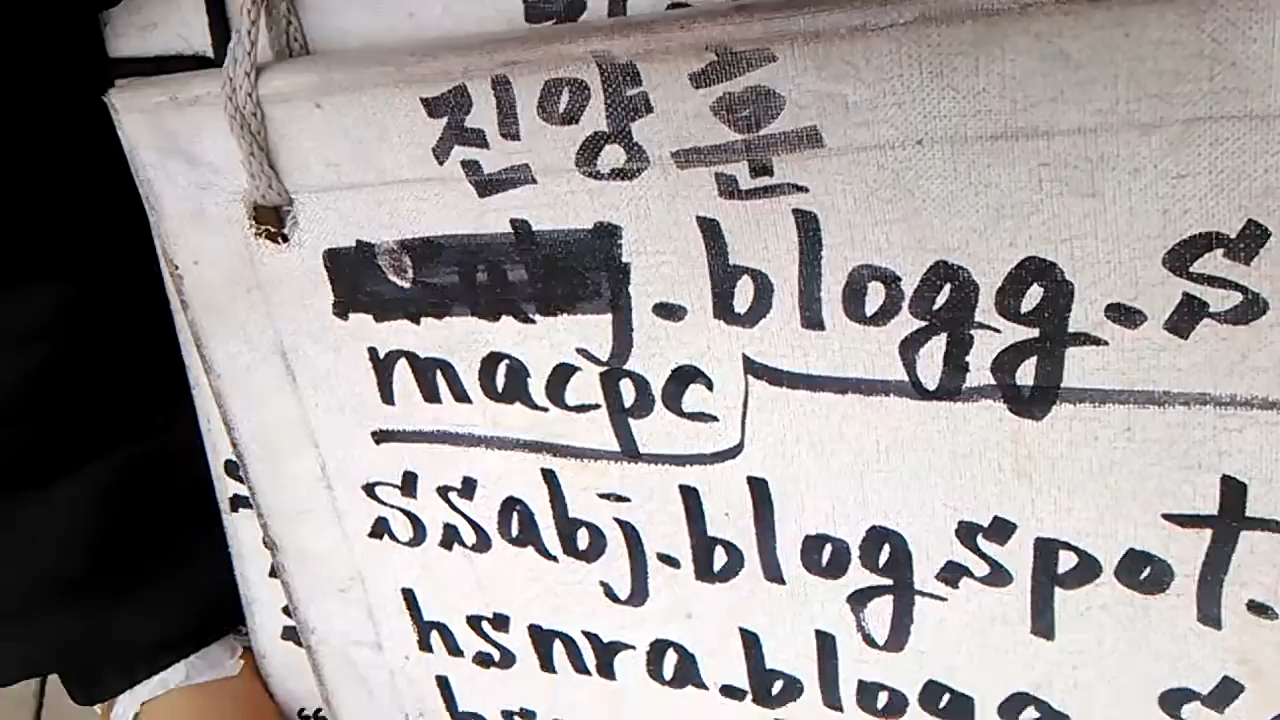 진양훈
.blogg.s
macpc
ssabj.blogspot.
hsnra.blogg.s